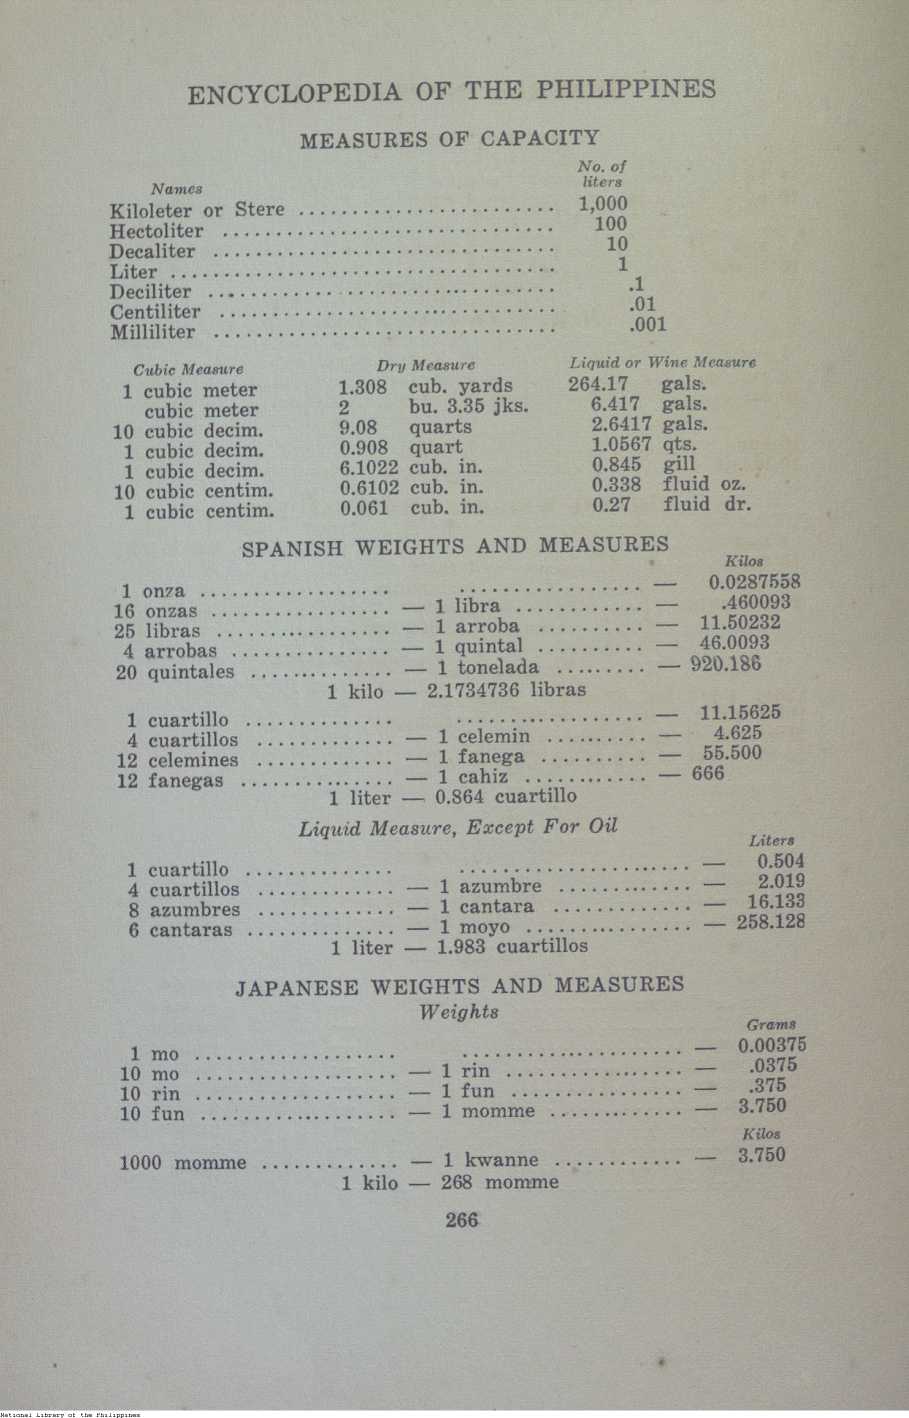 ENCYCLOPEDIA OF THE PHILIPPINES
MEASURES OF CAPACITY
Names No. of liters
Kiloleter or Stere ........................ 1,000
Hectoliter ............................... 100
Decaliter ................................ 10
Liter .................................... 1
Deciliter ................................ .1
Centiliter ............................... .01
Milliliter ................................ .001
Cubic Measure Dry Measure Liquid or Wine Measure
1 cubic meter 1.308 cub. yards 264.17 gals.
cubic meter 2 bu. 3.35 jks. 6.417 gals.
10 cubic decim. 9.08 quarts 2.6417 gals.
1 cubic decim. 0.908 quart 1.0567 qts.
1 cubic decim. 6.1022 cub. in. 0.845 gill
10 cubic centim. 0.6102 cub. in. 0.338 fluid oz.
1 cubic centim. 0.061 cub. in. 0.27 fluid dr.
SPANISH WEIGHTS AND MEASURES
Kilos
1 onza .................. ................. — 0.0287558
16 onzas ................. — 1 libra ............ — .460093
25 libras ................. — 1 arroba .......... — 11.50232
4 arrobas ............... — 1 quintal .......... — 46.0093
20 quintales ............. — 1 tonelada ......... — 920.186
1 kilo — 2.1734736 libras
1 cuartillo .............. .................. — 11.15625
4 cuartillos ............. — 1 celemin .......... — 4.625
12 celemines ............. — 1 fanega .......... — 55.500
12 fanegas .............. — 1 cahiz ............ — 666
1 liter — 0.864 cuartillo
Liquid Measure, Except For Oil
Liters
1 cuartillo .............. ...................... — 0.504
4 cuartillos ............. — 1 azumbre ............. — 2.019
8 azumbres ............. — 1 cantara ............. — 16.133
6 cantaras .............. — 1 moyo ................ — 258.128
1 liter — 1.983 cuartillos
JAPANESE WEIGHTS AND MEASURES
Weights
Grams
1 mo ................... ..................... — 0.00375
10 mo ................... — 1 rin ................. — .0375
10 rin ................... — 1 fun ................ — .375
10 fun ................... — 1 momme ............. — 3.750
Kilos
1000 momme ............. — 1 kwanne ............ — 3.750
1 kilo — 268 momme
266
National Library of the Philippines